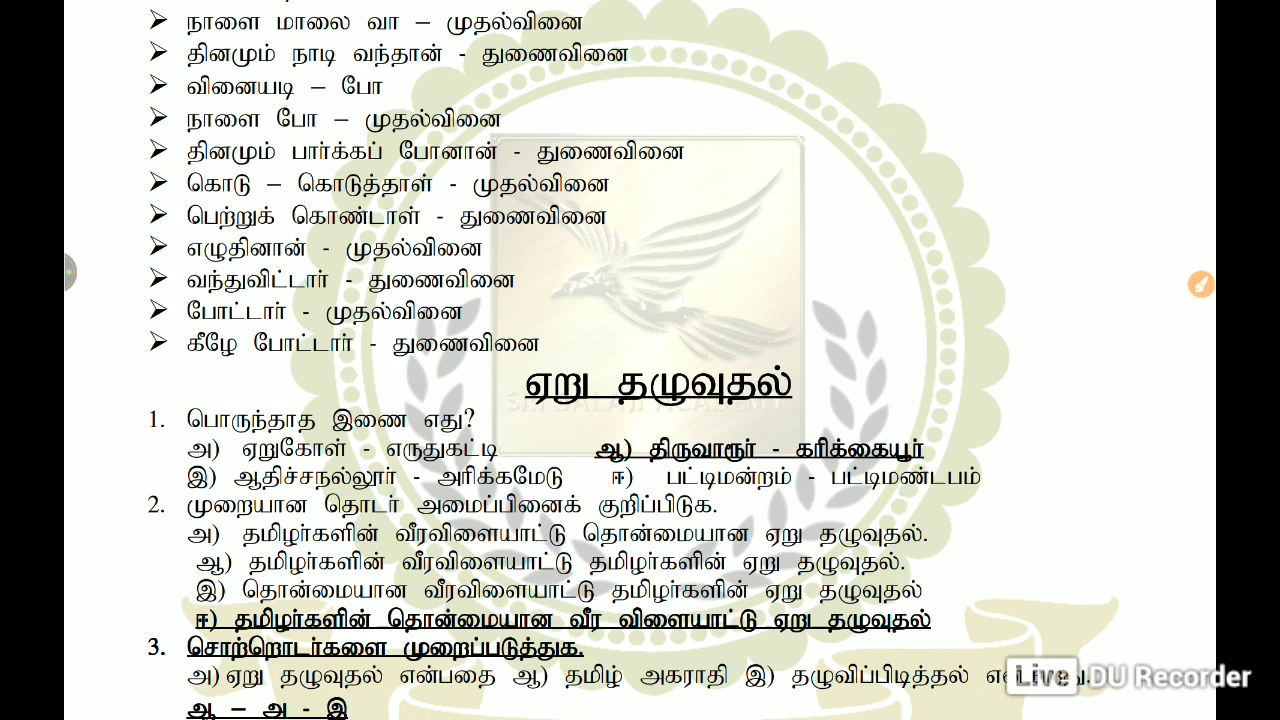 ➢ நாளை மாலை வா – முதல்வினை
➢ தினமும் நாடி வந்தான் - துணைவினை
➢ வினையடி – போ
➢ நாளை போ – முதல்வினை
➢ தினமும் பார்க்கப் போனான் - துணைவினை
➢ கொடு – கொடுத்தாள் - முதல்வினை
➢ பெற்றுக் கொண்டாள் - துணைவினை
➢ எழுதினான் - முதல்வினை
➢ வந்துவிட்டார் - துணைவினை
➢ போட்டார் - முதல்வினை
➢ கீழே போட்டார் - துணைவினை
ஏறு தழுவுதல்
1. பொருந்தாத இணை எது?
அ) ஏறுகோள் - எருதுகட்டி ஆ) திருவாரூர் - கரிக்கையூர்
இ) ஆதிச்சநல்லூர் - அரிக்கமேடு ஈ) பட்டிமன்றம் - பட்டிமண்டபம்
2. முறையான தொடர் அமைப்பினைக் குறிப்பிடுக.
அ) தமிழர்களின் வீரவிளையாட்டு தொன்மையான ஏறு தழுவுதல்.
ஆ) தமிழர்களின் வீரவிளையாட்டு தமிழர்களின் ஏறு தழுவுதல்.
இ) தொன்மையான வீரவிளையாட்டு தமிழர்களின் ஏறு தழுவுதல்
ஈ) தமிழர்களின் தொன்மையான வீர விளையாட்டு ஏறு தழுவுதல்
3. சொற்றொடர்களை முறைப்படுத்துக.
அ) ஏறு தழுவுதல் என்பதை ஆ) தமிழ் அகராதி இ) தழுவிப்பிடித்தல்
Live DU Recorder
ஆ – அ - இ